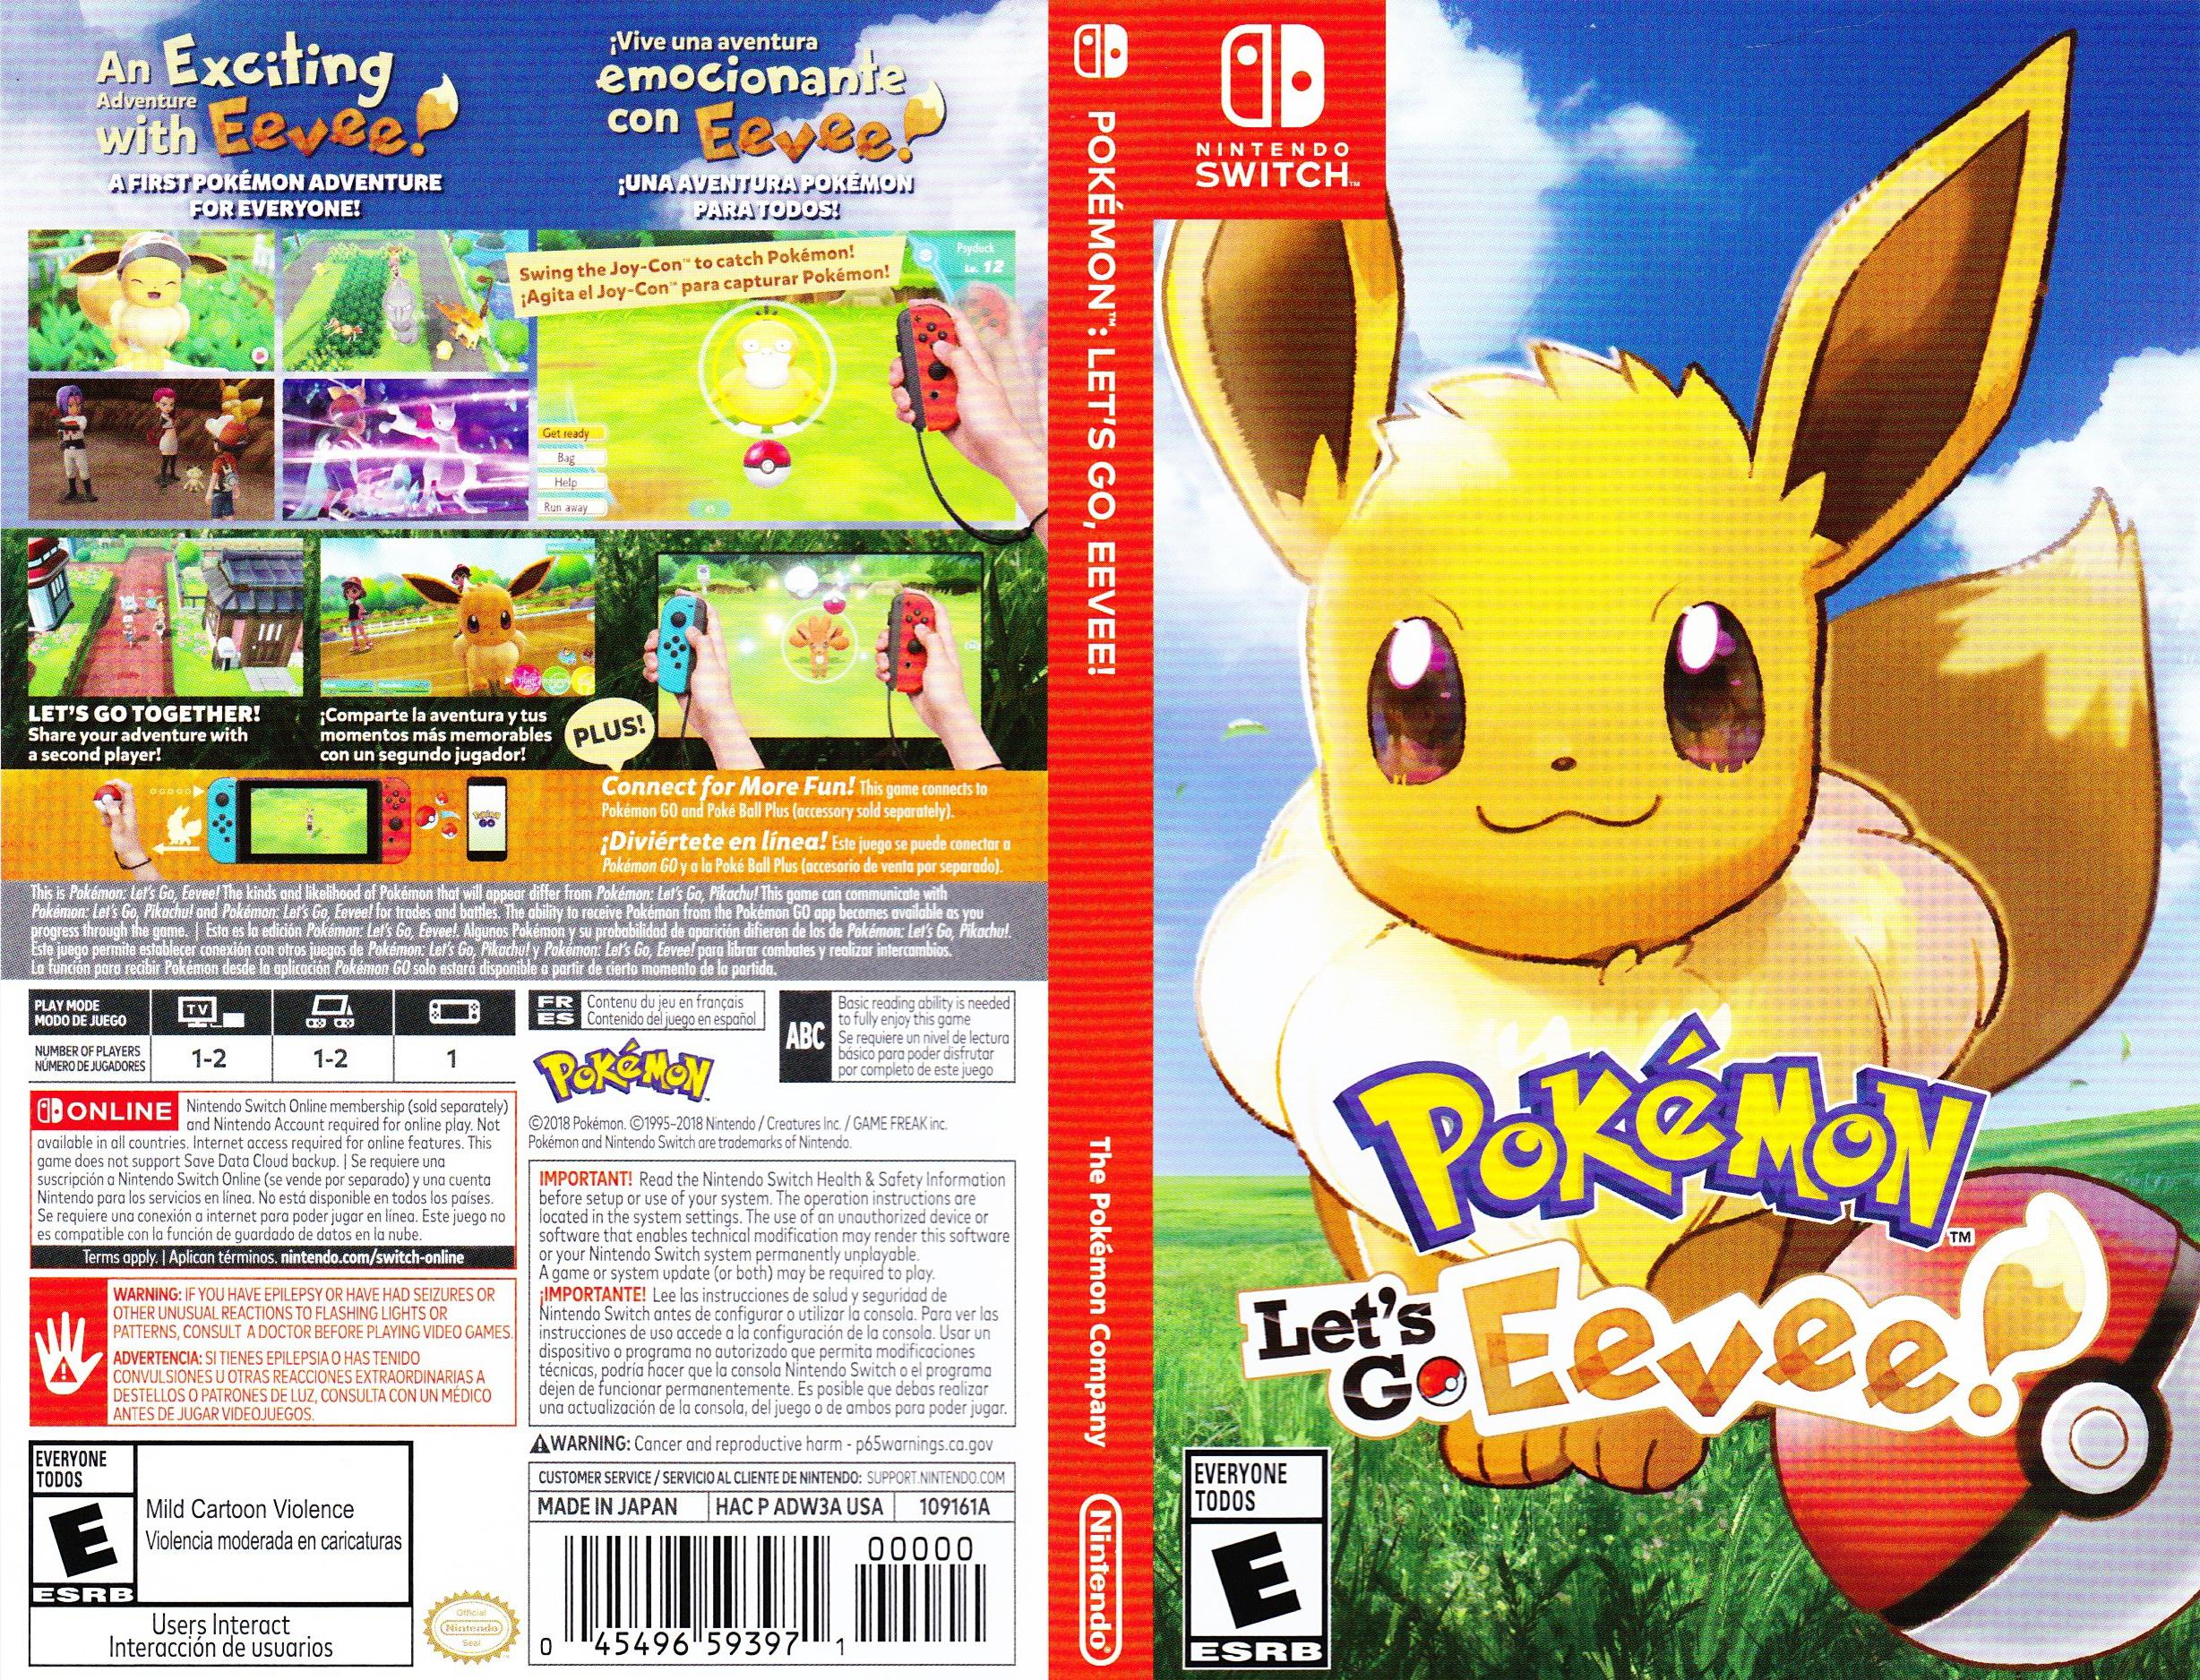 An Exciting
Adventure
with Eevee!
A FIRST POKÉMON ADVENTURE
FOR EVERYONE!
¡Vive una aventura
emocionante
con Eevee!
¡UNA AVENTURA POKÉMON
PARA TODOS!
Swing the Joy-Con™ to catch Pokémon!
¡Agita el Joy-Con™ para capturar Pokémon!
Psyduck
Lv. 12
Get ready
Bag
Help
Run away
45
LET'S GO TOGETHER!
Share your adventure with
a second player!
¡Comparte la aventura y tus
momentos más memorables
con un segundo jugador!
PLUS!
Pokémon GO
Connect for More Fun! This game connects to
Pokémon GO and Poké Ball Plus (accessory sold separately).
¡Diviértete en línea! Este juego se puede conectar a
Pokémon GO y a la Poké Ball Plus (accesorio de venta por separado).
This is Pokémon: Let's Go, Eevee! The kinds and likelihood of Pokémon that will appear differ from Pokémon: Let's Go, Pikachu! This game can communicate with
Pokémon: Let's Go, Pikachu! and Pokémon: Let's Go, Eevee! for trades and battles. The ability to receive Pokémon from the Pokémon GO app becomes available as you
progress through the game. | Esta es la edición Pokémon: Let's Go, Eevee!. Algunos Pokémon y su probabilidad de aparición difieren de los de Pokémon: Let's Go, Pikachu!.
Este juego permite establecer conexión con otros juegos de Pokémon: Let's Go, Pikachu! y Pokémon: Let's Go, Eevee! para librar combates y realizar intercambios.
La función para recibir Pokémon desde la aplicación Pokémon GO solo estará disponible a partir de cierto momento de la partida.
PLAY MODE
MODO DE JUEGO
TV
NUMBER OF PLAYERS
NÚMERO DE JUGADORES
1-2
1-2
1
FR
ES
Contenu du jeu en français
Contenido del juego en español
ABC
Basic reading ability is needed
to fully enjoy this game
Se requiere un nivel de lectura
básico para poder disfrutar
por completo de este juego
POKéMON™
©2018 Pokémon. ©1995-2018 Nintendo / Creatures Inc. / GAME FREAK inc.
Pokémon and Nintendo Switch are trademarks of Nintendo.
ONLINE
Nintendo Switch Online membership (sold separately)
and Nintendo Account required for online play. Not
available in all countries. Internet access required for online features. This
game does not support Save Data Cloud backup. | Se requiere una
suscripción a Nintendo Switch Online (se vende por separado) y una cuenta
Nintendo para los servicios en línea. No está disponible en todos los países.
Se requiere una conexión a internet para poder jugar en línea. Este juego no
es compatible con la función de guardado de datos en la nube.
Terms apply. | Aplican términos. nintendo.com/switch-online
WARNING: IF YOU HAVE EPILEPSY OR HAVE HAD SEIZURES OR
OTHER UNUSUAL REACTIONS TO FLASHING LIGHTS OR
PATTERNS, CONSULT A DOCTOR BEFORE PLAYING VIDEO GAMES.
ADVERTENCIA: SI TIENES EPILEPSIA O HAS TENIDO
CONVULSIONES U OTRAS REACCIONES EXTRAORDINARIAS A
DESTELLOS O PATRONES DE LUZ, CONSULTA CON UN MÉDICO
ANTES DE JUGAR VIDEOJUEGOS.
IMPORTANT! Read the Nintendo Switch Health & Safety Information
before setup or use of your system. The operation instructions are
located in the system settings. The use of an unauthorized device or
software that enables technical modification may render this software
or your Nintendo Switch system permanently unplayable.
A game or system update (or both) may be required to play.
¡IMPORTANTE! Lee las instrucciones de salud y seguridad de
Nintendo Switch antes de configurar o utilizar la consola. Para ver las
instrucciones de uso accede a la configuración de la consola. Usar un
dispositivo o programa no autorizado que permita modificaciones
técnicas, podría hacer que la consola Nintendo Switch o el programa
dejen de funcionar permanentemente. Es posible que debas realizar
una actualización de la consola, del juego o de ambos para poder jugar.
WARNING: Cancer and reproductive harm - p65warnings.ca.gov
CUSTOMER SERVICE / SERVICIO AL CLIENTE DE NINTENDO: SUPPORT.NINTENDO.COM
MADE IN JAPAN
HAC P ADW3A USA
109161A
00000
0 45496 59397 1
EVERYONE
TODOS
E
ESRB
Mild Cartoon Violence
Violencia moderada en caricaturas
Users Interact
Interacción de usuarios
Official
Nintendo
Seal
POKÉMON™: LET'S GO, EEVEE!
The Pokémon Company
Nintendo®
NINTENDO
SWITCH™
POKéMON™
Let's
GO Eevee!
EVERYONE
TODOS
E
ESRB